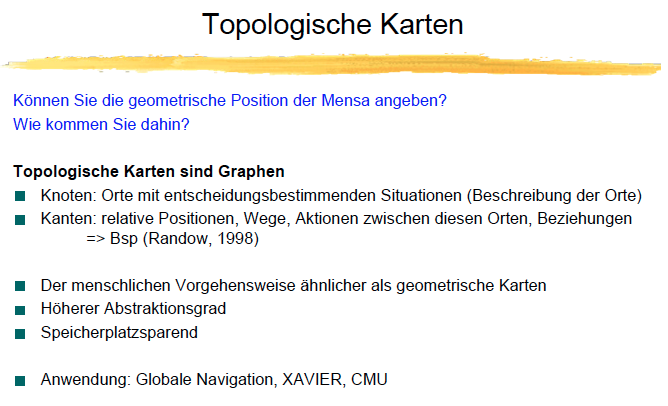 Topologische Karten
Können Sie die geometrische Position der Mensa angeben?
Wie kommen Sie dahin?
Topologische Karten sind Graphen
Knoten: Orte mit entscheidungsbestimmenden Situationen (Beschreibung der Orte)
Kanten: relative Positionen, Wege, Aktionen zwischen diesen Orten, Beziehungen
=> Bsp (Randow, 1998)
Der menschlichen Vorgehensweise ähnlicher als geometrische Karten
Höherer Abstraktionsgrad
Speicherplatzsparend
Anwendung: Globale Navigation, XAVIER, CMU